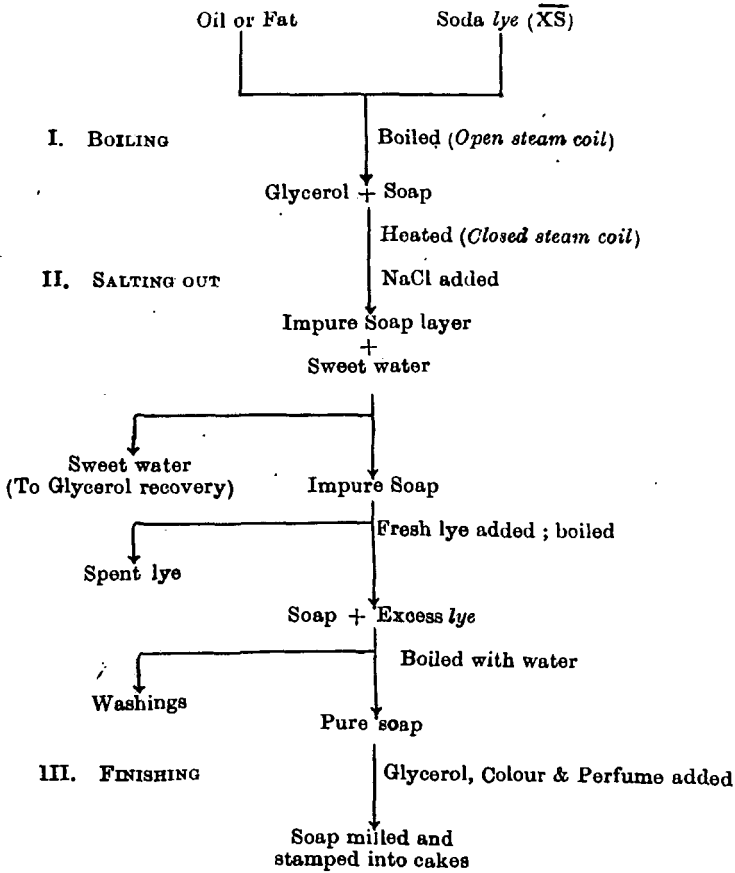 Oil or Fat
Soda lye (XS)
I. BOILING
Boiled (Open steam coil)
Glycerol + Soap
Heated (Closed steam coil)
II. SALTING OUT
NaCl added
Impure Soap layer
+
Sweet water
Sweet water
(To Glycerol recovery)
Impure Soap
Fresh lye added ; boiled
Spent lye
Soap + Excess lye
Boiled with water
Washings
Pure soap
III. FINISHING
Glycerol, Colour & Perfume added
Soap milled and
stamped into cakes